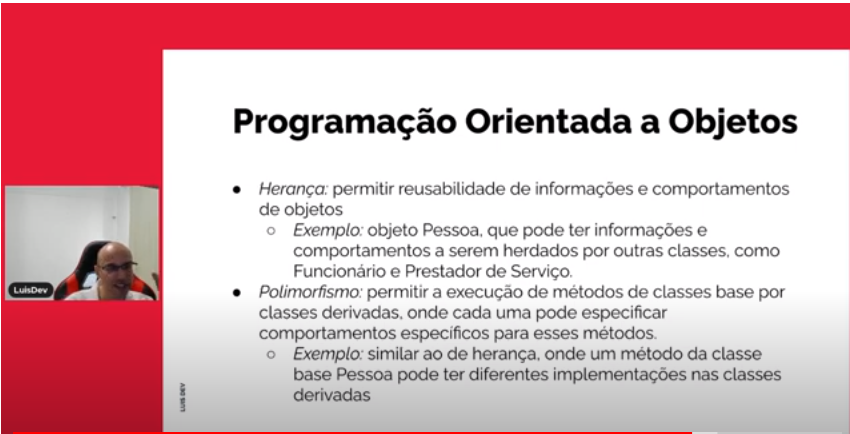 Programação Orientada a Objetos
● Herança: permitir reusabilidade de informações e comportamentos
de objetos
○ Exemplo: objeto Pessoa, que pode ter informações e
comportamentos a serem herdados por outras classes, como
Funcionário e Prestador de Serviço.
● Polimorfismo: permitir a execução de métodos de classes base por
classes derivadas, onde cada uma pode especificar
comportamentos específicos para esses métodos.
○ Exemplo: similar ao de herança, onde um método da classe
base Pessoa pode ter diferentes implementações nas classes
derivadas
LuisDev
LUIS DEV